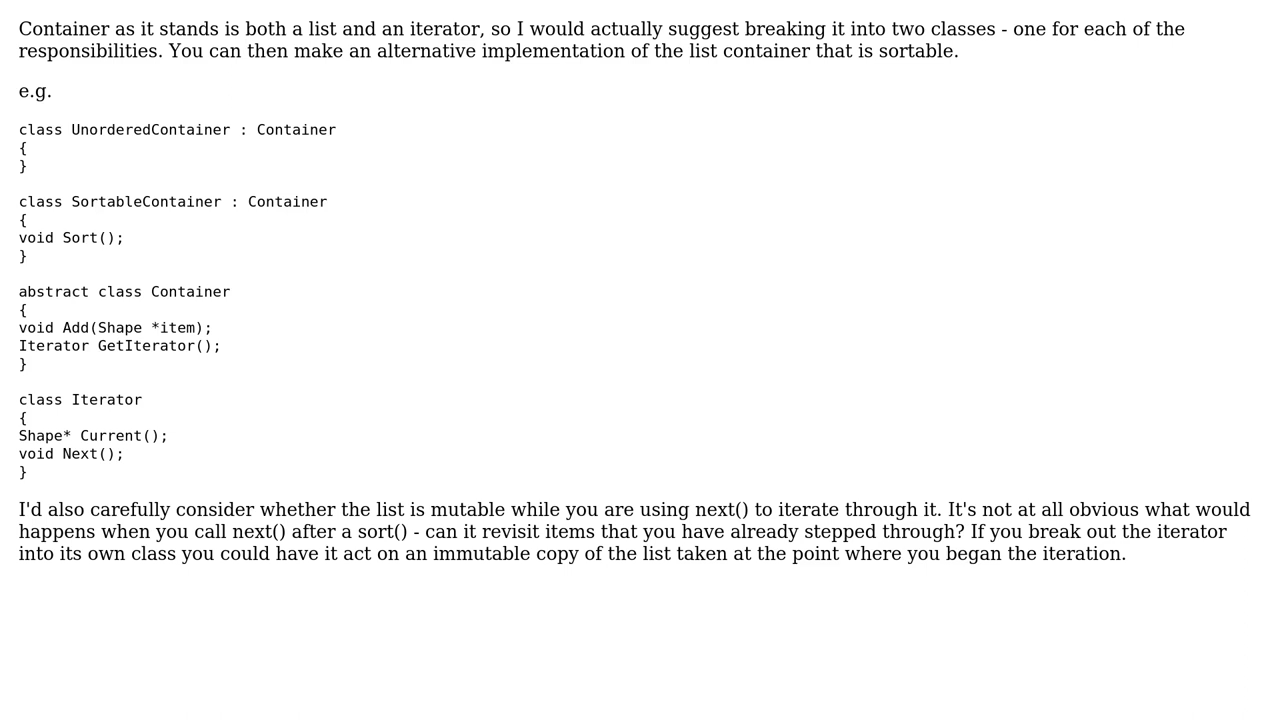 Container as it stands is both a list and an iterator, so I would actually suggest breaking it into two classes - one for each of the
responsibilities. You can then make an alternative implementation of the list container that is sortable.
e.g.
class UnorderedContainer : Container
{
}
class SortableContainer : Container
{
void Sort();
}
abstract class Container
{
void Add(Shape *item);
Iterator GetIterator();
}
class Iterator
{
Shape* Current();
void Next();
}
I'd also carefully consider whether the list is mutable while you are using next() to iterate through it. It's not at all obvious what would
happens when you call next() after a sort() - can it revisit items that you have already stepped through? If you break out the iterator
into its own class you could have it act on an immutable copy of the list taken at the point where you began the iteration.